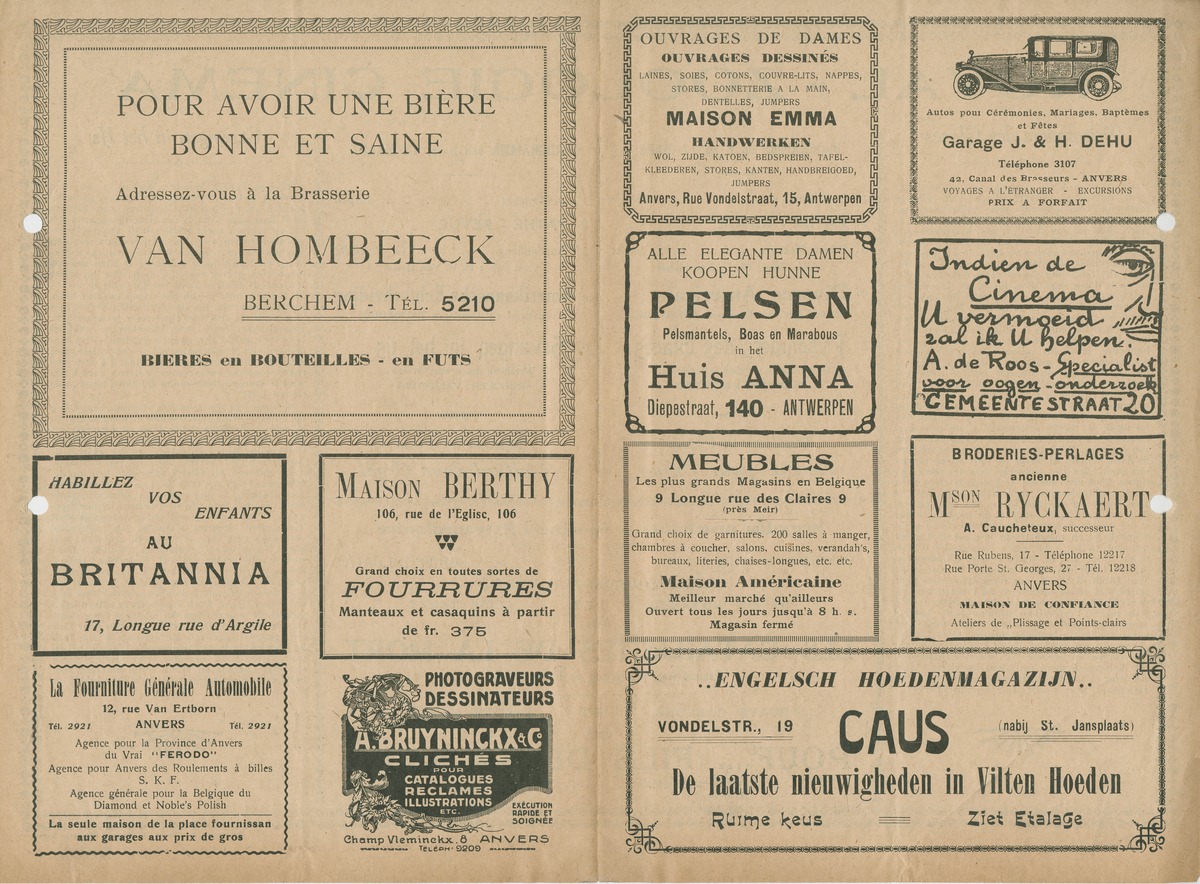 POUR AVOIR UNE BIÈRE
BONNE ET SAINE
Adressez-vous à la Brasserie
VAN HOMBEECK
BERCHEM - TÉL. 5210
BIERES en BOUTEILLES - en FUTS
HABILLEZ
VOS
ENFANTS
AU
BRITANNIA
17, Longue rue d'Argile
MAISON BERTHY
106, rue de l'Eglise, 106
Grand choix en toutes sortes de
FOURRURES
Manteaux et casaquins à partir
de fr. 375
La Fourniture Générale Automobile
12, rue Van Ertborn
Tél. 2921 ANVERS Tél. 2921
Agence pour la Province d'Anvers
du Vrai "FERODO"
Agence pour Anvers des Roulements à billes
S. K. F.
Agence générale pour la Belgique du
Diamond et Noble's Polish
La seule maison de la place fournissan
aux garages aux prix de gros
PHOTOGRAVEURS
DESSINATEURS
A. BRUYNINCKX & Co
CLICHÉS
POUR
CATALOGUES
RECLAMES
ILLUSTRATIONS
ETC.
EXÉCUTION
RAPIDE ET
SOIGNÉE
Champ Vleminckx. 8 ANVERS
TELEPH. 9209
OUVRAGES DE DAMES
OUVRAGES DESSINÉS
LAINES, SOIES, COTONS, COUVRE-LITS, NAPPES,
STORES, BONNETTERIE A LA MAIN,
DENTELLES, JUMPERS
MAISON EMMA
HANDWERKEN
WOL, ZIJDE, KATOEN, BEDSPREIEN, TAFEL-
KLEEDEREN, STORES, KANTEN, HANDBREIGOED,
JUMPERS
Anvers, Rue Vondelstraat, 15, Antwerpen
Autos pour Cérémonies, Mariages, Baptêmes
et Fêtes
Garage J. & H. DEHU
Téléphone 3107
42, Canal des Brasseurs - ANVERS
VOYAGES A L'ÉTRANGER - EXCURSIONS
PRIX A FORFAIT
ALLE ELEGANTE DAMEN
KOOPEN HUNNE
PELSEN
Pelsmantels, Boas en Marabous
in het
Huis ANNA
Diepestraat, 140 - ANTWERPEN
Indien de
Cinema
U vermoeid
zal ik U helpen.
A. de Roos - Specialist
voor oogen-onderzoek
GEMEENTESTRAAT 20
MEUBLES
Les plus grands Magasins en Belgique
9 Longue rue des Claires 9
(près Meir)
Grand choix de garnitures. 200 salles à manger,
chambres à coucher, salons, cuisines, verandah's,
bureaux, literies, chaises-longues, etc. etc.
Maison Américaine
Meilleur marché qu'ailleurs
Ouvert tous les jours jusqu'à 8 h. s.
Magasin fermé
BRODERIES-PERLAGES
ancienne
MSON RYCKAERT
A. Caucheteux, successeur
Rue Rubens, 17 - Téléphone 12217
Rue Porte St. Georges, 27 - Tél. 12218
ANVERS
MAISON DE CONFIANCE
Ateliers de „Plissage et Points-clairs
..ENGELSCH HOEDENMAGAZIJN..
VONDELSTR., 19 CAUS (nabij St. Jansplaats)
De laatste nieuwigheden in Vilten Hoeden
Ruime keus Ziet Etalage